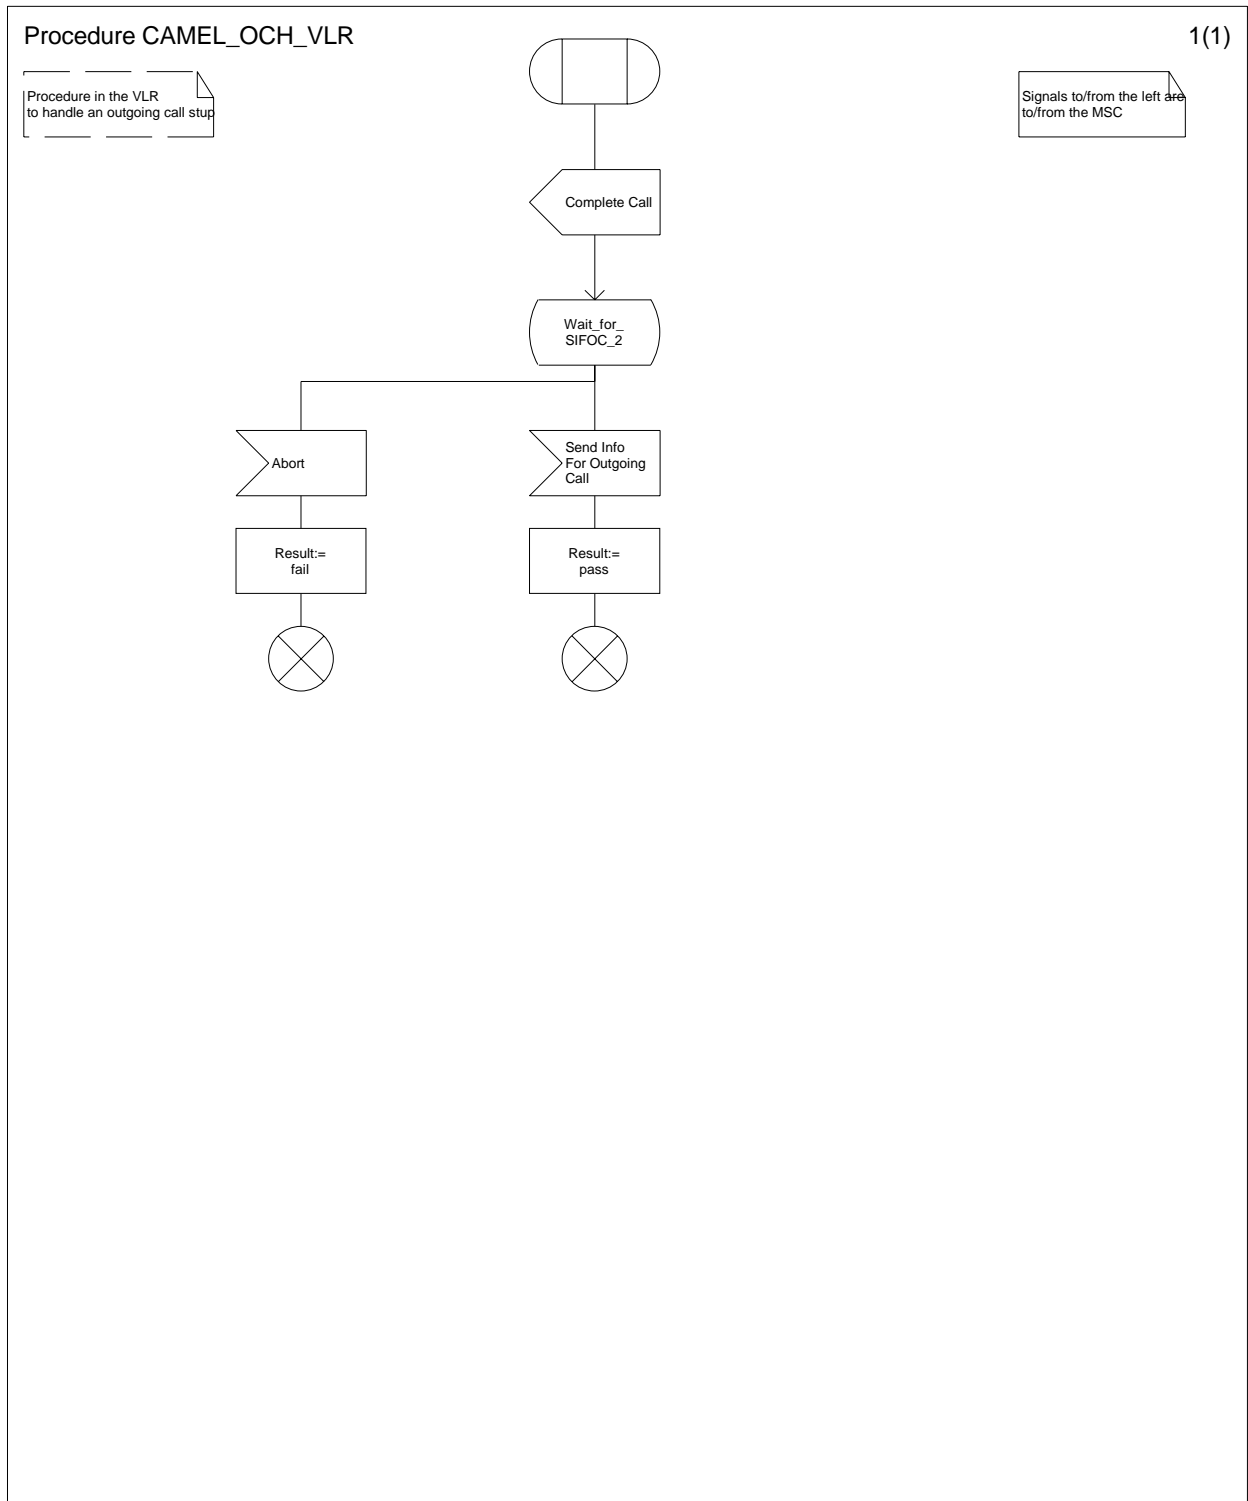 Procedure CAMEL_OCH_VLR
1(1)
Procedure in the VLR
to handle an outgoing call stup
Signals to/from the left are
to/from the MSC
Complete Call
Wait_for_
SIFOC_2
Abort
Send Info
For Outgoing
Call
Result:=
fail
Result:=
pass